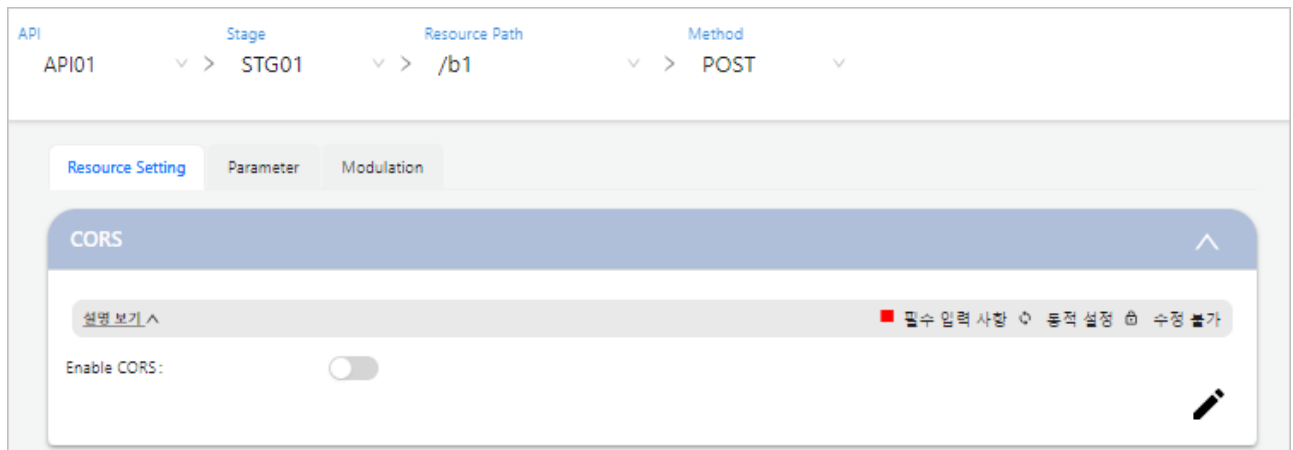 API Stage Resource Path Method
API01 > STG01 > /b1 > POST
Resource Setting Parameter Modulation
CORS
설명 보기 필수 입력 사항 동적 설정 수정 불가
Enable CORS: